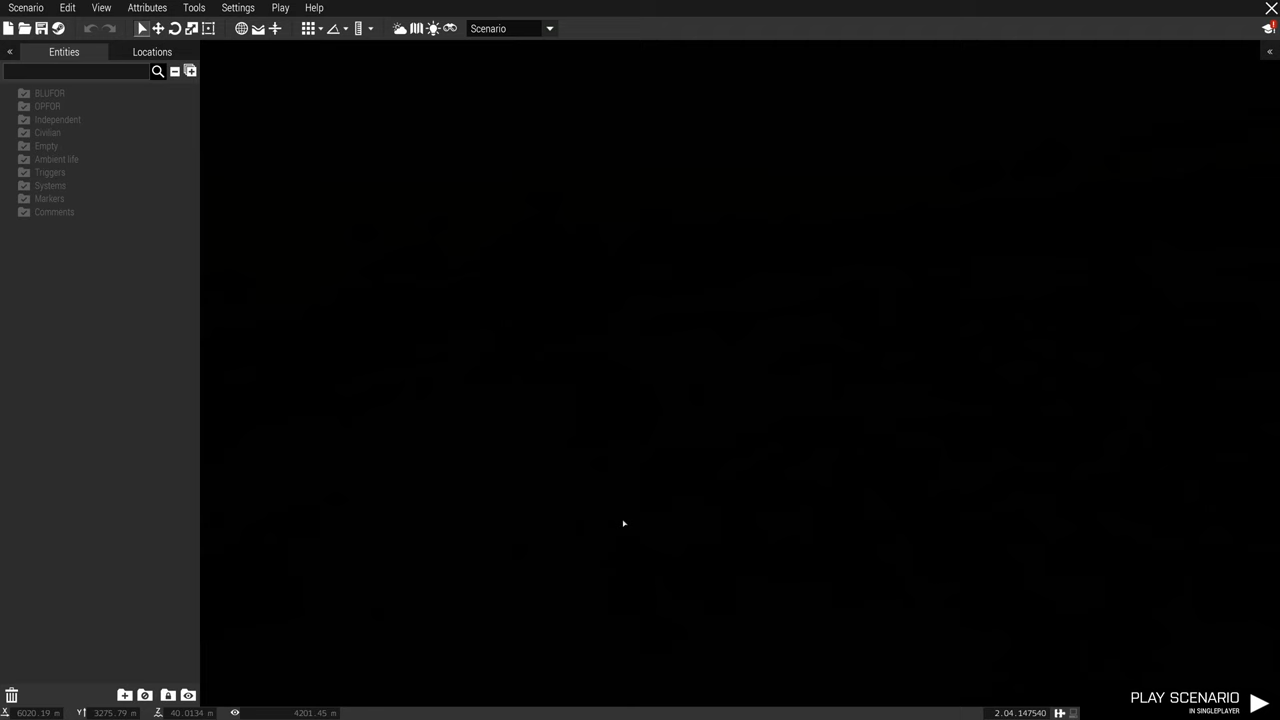 Scenario Edit View Attributes Tools Settings Play Help
Scenario
Entities Locations
BLUFOR
OPFOR
Independent
Civilian
Empty
Ambient life
Triggers
Systems
Markers
Comments
PLAY SCENARIO
IN SINGLEPLAYER
X 6020.19 m Y 3275.79 m Z 40.0134 m 4201.45 m 2.04.147540